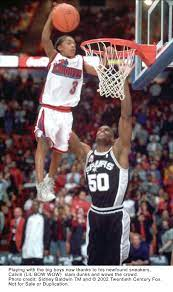 3
SPURS
50
Playing with the big boys now thanks to his newfound sneakers,
Calvin (LIL' BOW WOW) slam dunks and wows the crowd.
Photo credit: Sidney Baldwin TM and © 2002 Twentieth Century Fox.
Not for Sale or Duplication.